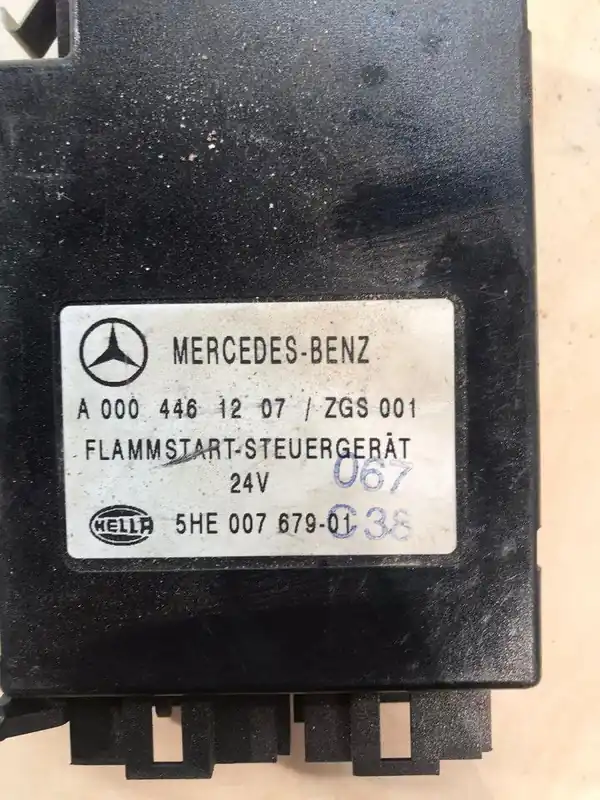 MERCEDES-BENZ
A 000 446 12 07 / ZGS 001
FLAMMSTART-STEUERGERÄT
24V 067
HELLA 5HE 007 679-01 C38